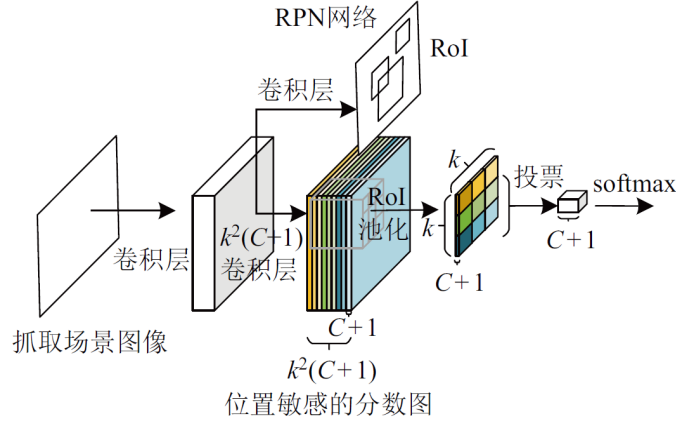 RPN网络
RoI
卷积层
卷积层
抓取场景图像
k²(C+1)
卷积层
RoI
池化
C+1
k²(C+1)
位置敏感的分数图
k
k
C+1
投票
C+1
softmax